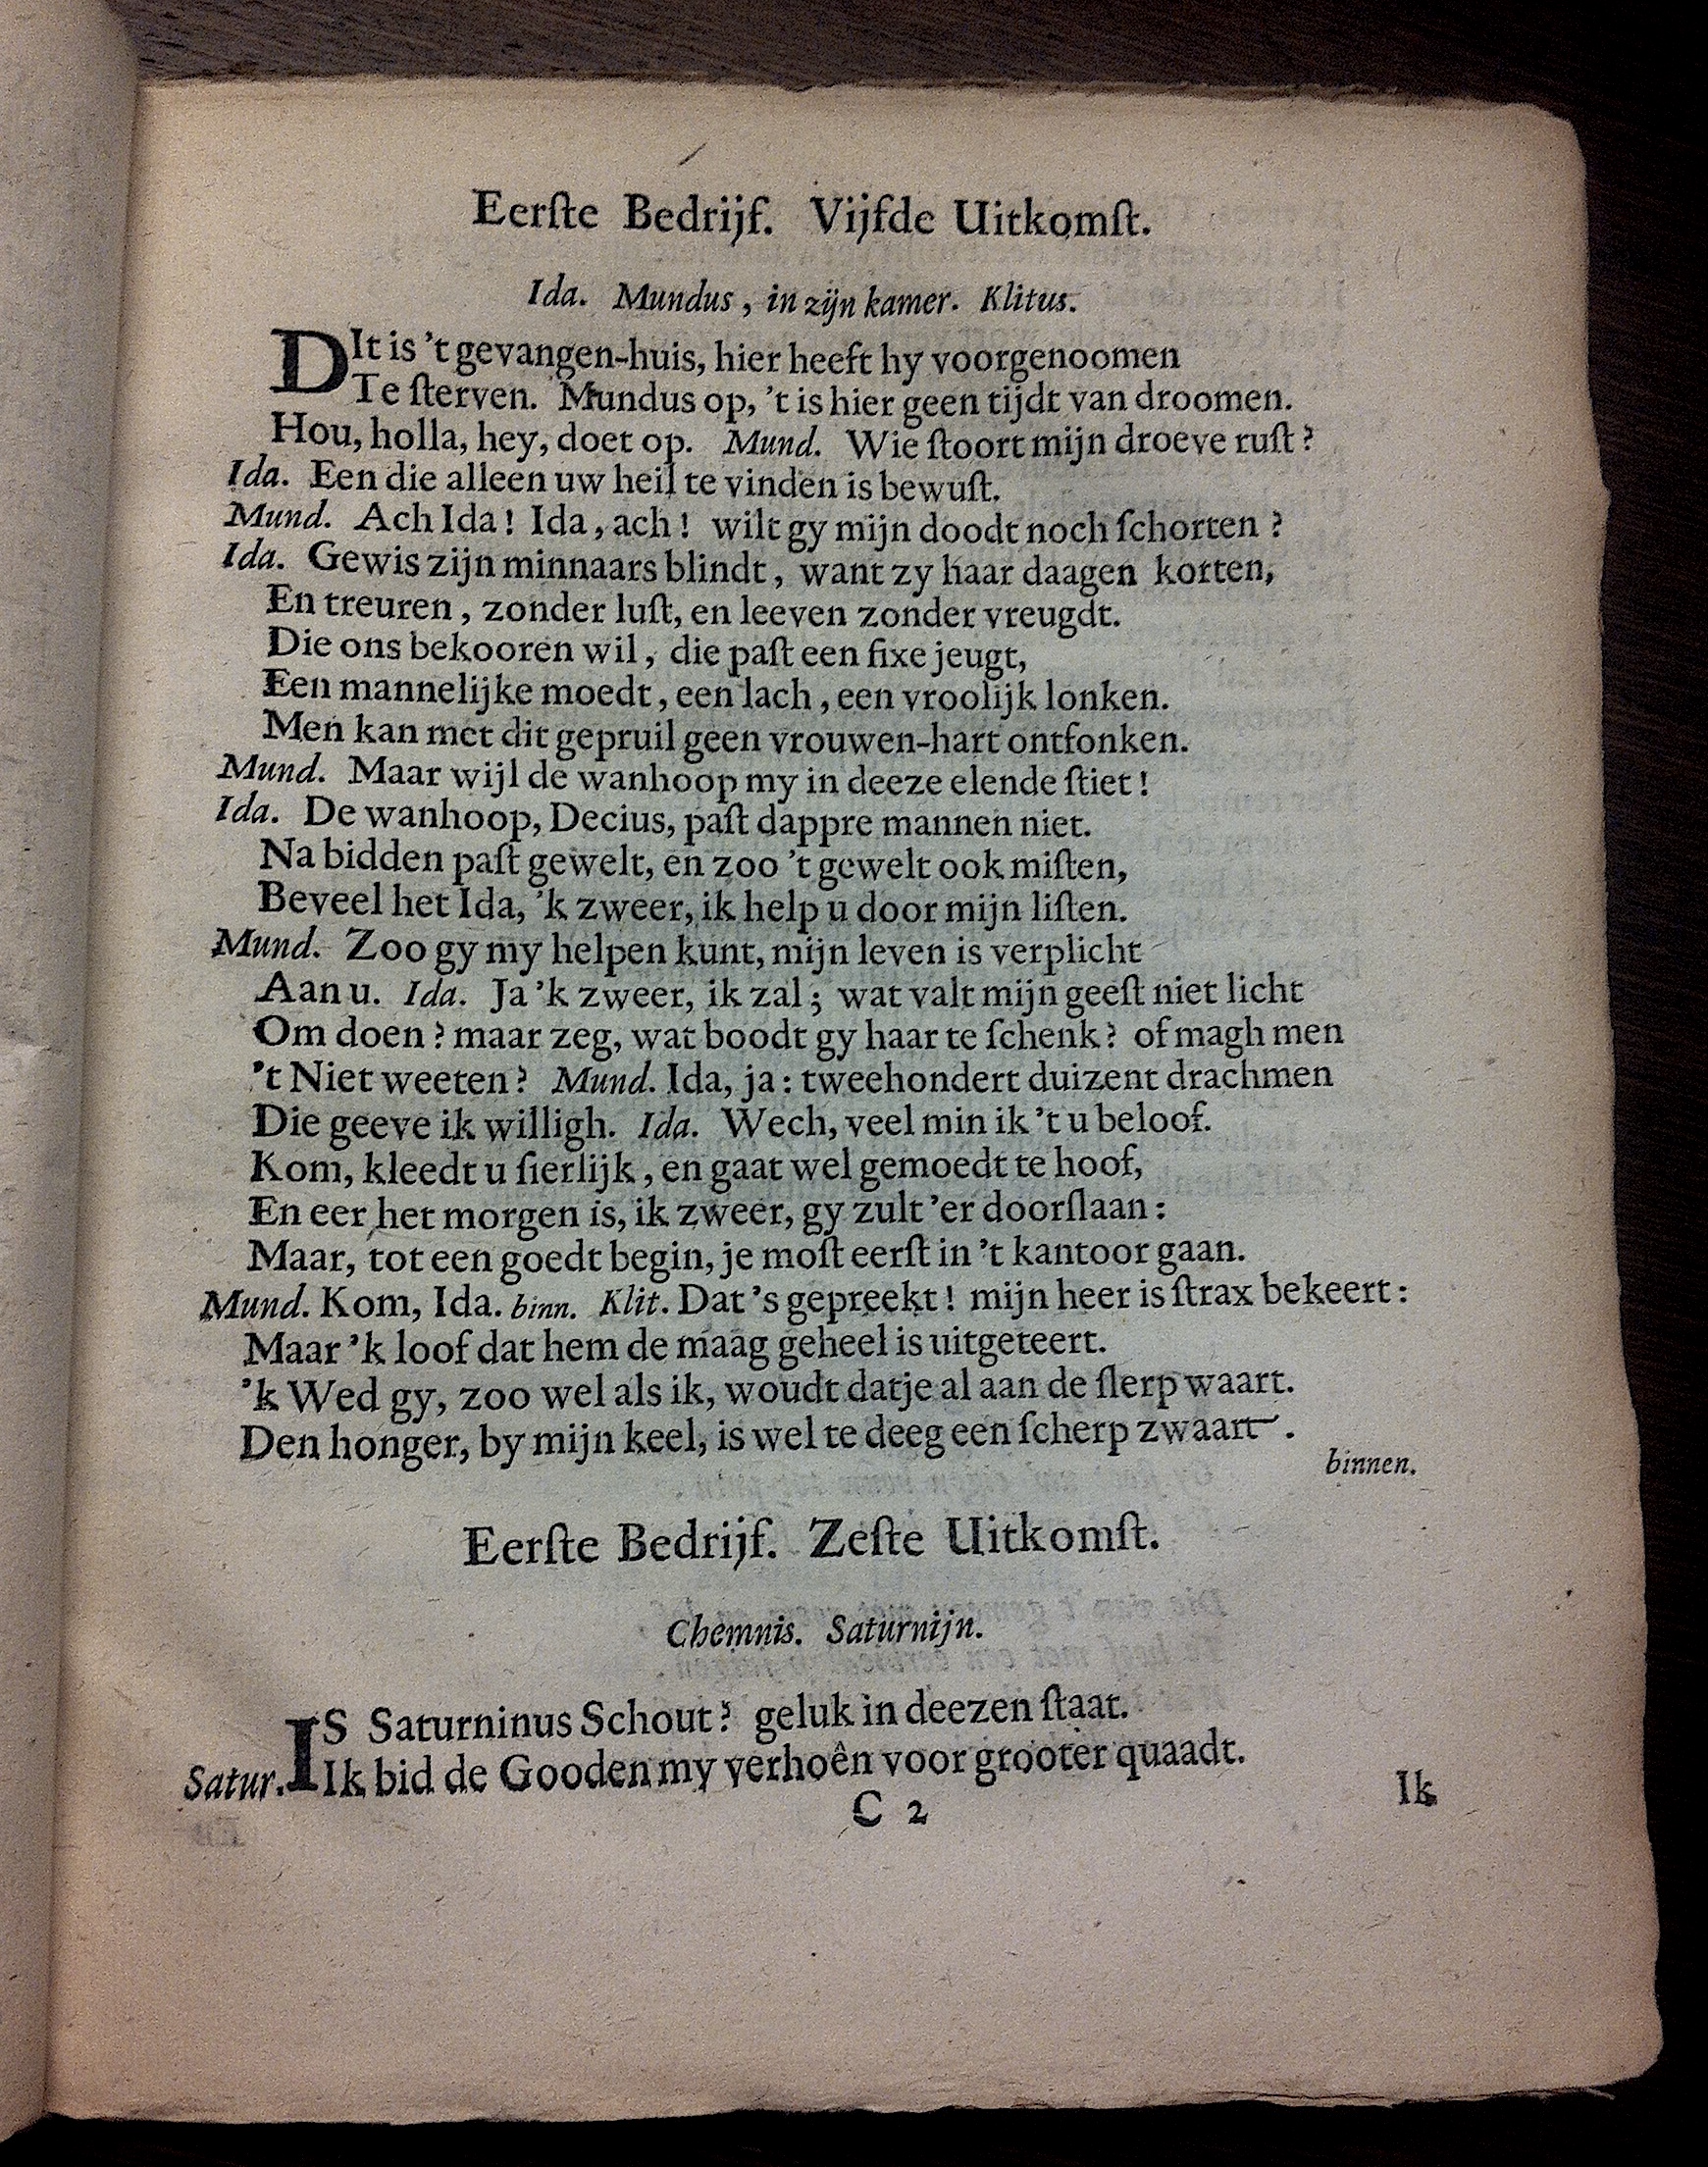 Eerſte Bedrijf. Vijfde Uitkomſt.
Ida. Mundus, in zijn kamer. Klitus.
DIt is 't gevangen-huis, hier heeft hy voorgenoomen
Te ſterven. Mundus op, 't is hier geen tijdt van droomen.
Hou, holla, hey, doet op. Mund. Wie ſtoort mijn droeve ruſt?
Ida. Een die alleen uw heil te vinden is bewuſt.
Mund. Ach Ida! Ida, ach! wilt gy mijn doodt noch ſchorten?
Ida. Gewis zijn minnaars blindt, want zy haar daagen korten,
En treuren, zonder luſt, en leeven zonder vreugdt.
Die ons bekooren wil, die paſt een fixe jeugt,
Een mannelijke moedt, een lach, een vroolijk lonken.
Men kan met dit gepruil geen vrouwen-hart ontfonken.
Mund. Maar wijl de wanhoop my in deeze elende ſtiet!
Ida. De wanhoop, Decius, paſt dappre mannen niet.
Na bidden paſt gewelt, en zoo 't gewelt ook miſten,
Beveel het Ida, 'k zweer, ik help u door mijn liſten.
Mund. Zoo gy my helpen kunt, mijn leven is verplicht
Aan u. Ida. Ja 'k zweer, ik zal; wat valt mijn geeſt niet licht
Om doen? maar zeg, wat boodt gy haar te ſchenk? of magh men
't Niet weeten? Mund. Ida, ja: tweehondert duizent drachmen
Die geeve ik willigh. Ida. Wech, veel min ik 't u beloof.
Kom, kleedt u ſierlijk, en gaat wel gemoedt te hoof,
En eer het morgen is, ik zweer, gy zult 'er doorſlaan:
Maar, tot een goedt begin, je moſt eerſt in 't kantoor gaan.
Mund. Kom, Ida. binn. Klit. Dat 's gepreekt! mijn heer is ſtrax bekeert:
Maar 'k loof dat hem de maag geheel is uitgeteert.
'k Wed gy, zoo wel als ik, woudt datje al aan de ſlerp waart.
Den honger, by mijn keel, is wel te deeg een ſcherp zwaart.
binnen.
Eerſte Bedrijf. Zeſte Uitkomſt.
Chemnis. Saturnijn.
IS Saturninus Schout? geluk in deezen ſtaat.
Satur. Ik bid de Gooden my verhoên voor grooter quaadt.
C 2 Ik